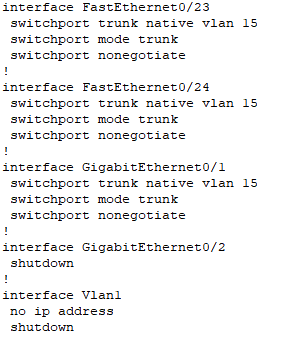 interface FastEthernet0/23
 switchport trunk native vlan 15
 switchport mode trunk
 switchport nonegotiate
!
interface FastEthernet0/24
 switchport trunk native vlan 15
 switchport mode trunk
 switchport nonegotiate
!
interface GigabitEthernet0/1
 switchport trunk native vlan 15
 switchport mode trunk
 switchport nonegotiate
!
interface GigabitEthernet0/2
 shutdown
!
interface Vlan1
 no ip address
 shutdown